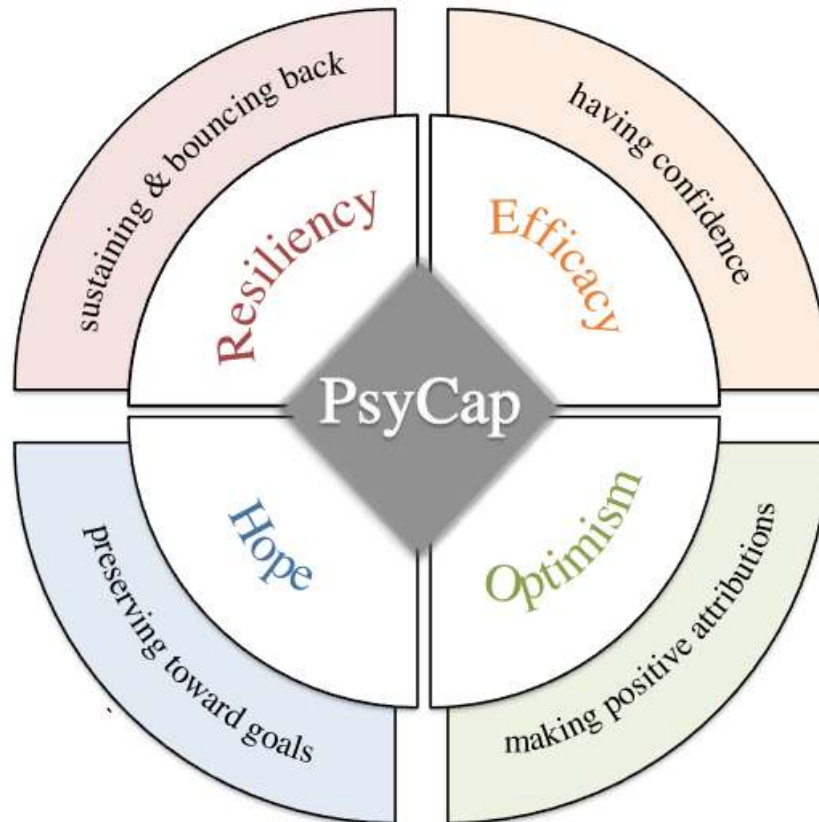 sustaining & bouncing back
having confidence
Resiliency
Efficacy
PsyCap
Hope
Optimism
preserving toward goals
making positive attributions